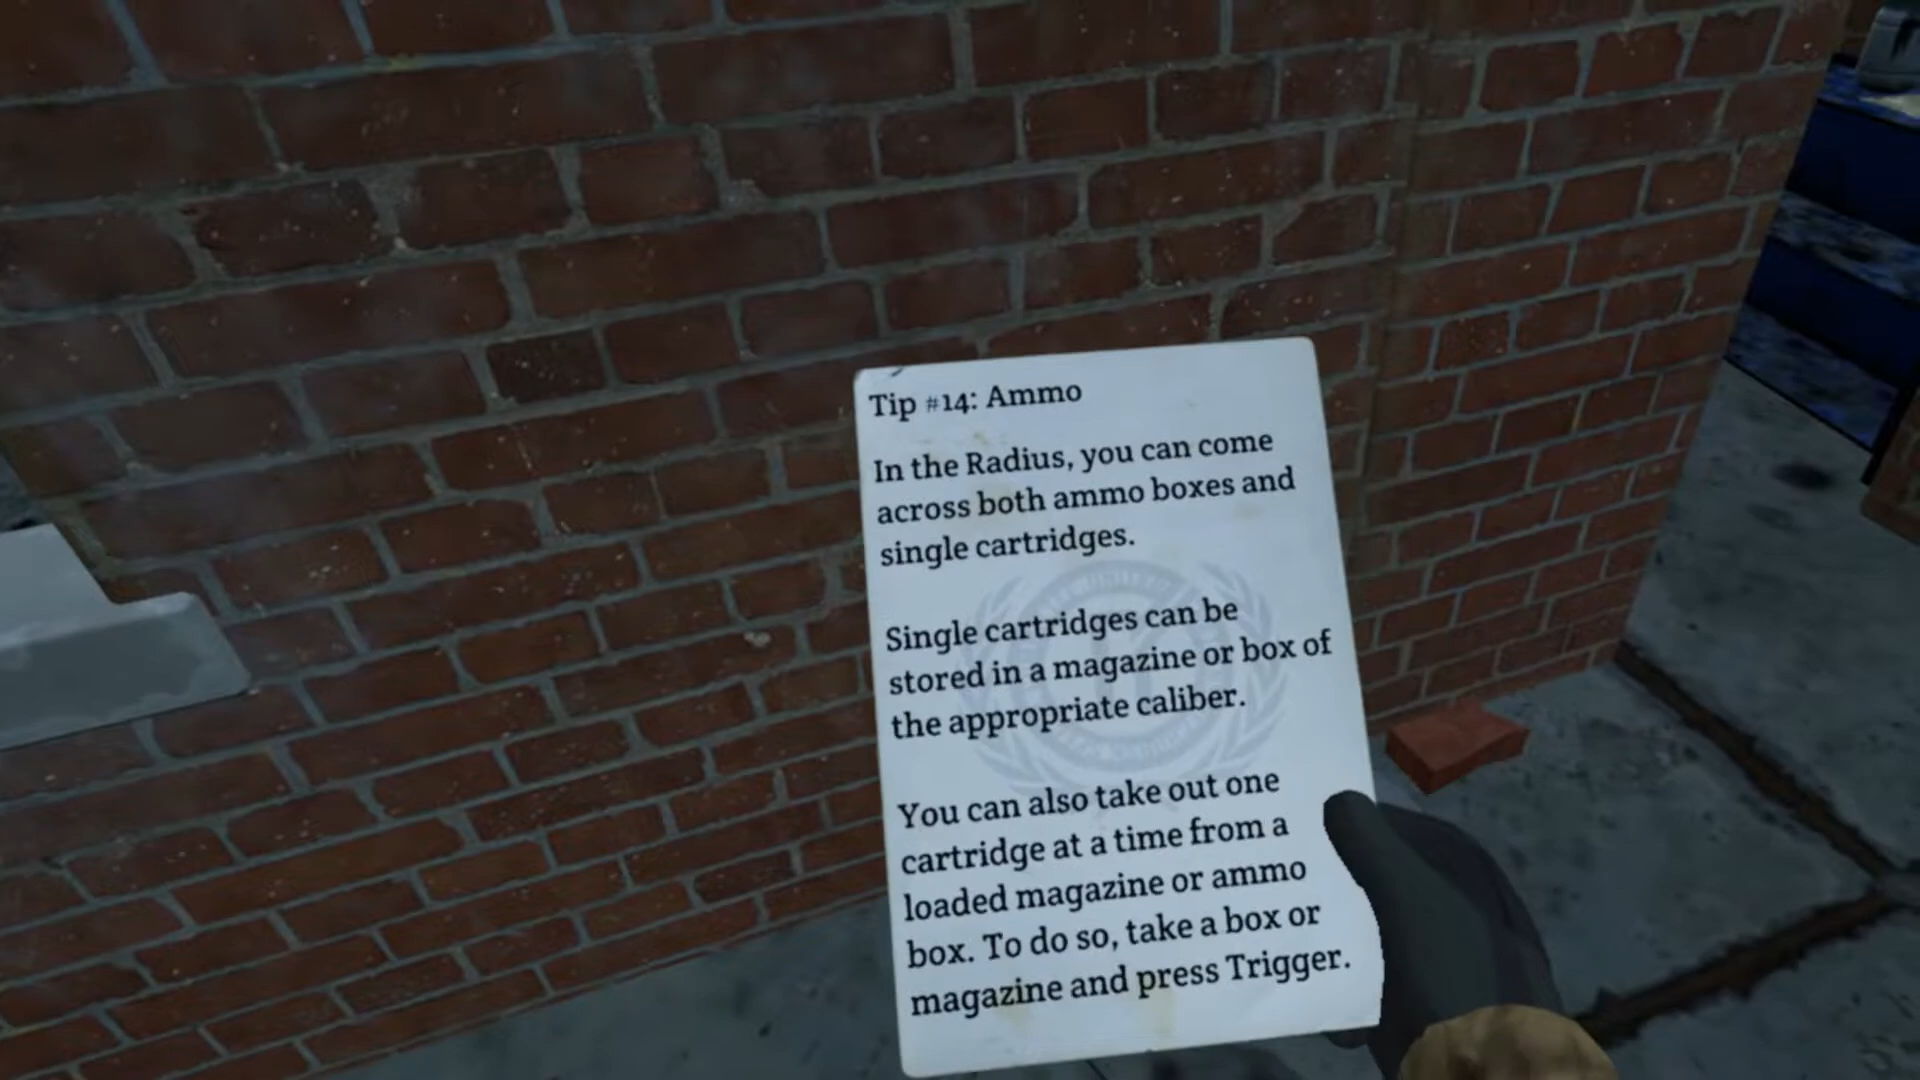 Tip #14: Ammo
In the Radius, you can come
across both ammo boxes and
single cartridges.
Single cartridges can be
stored in a magazine or box of
the appropriate caliber.
You can also take out one
cartridge at a time from a
loaded magazine or ammo
box. To do so, take a box or
magazine and press Trigger.